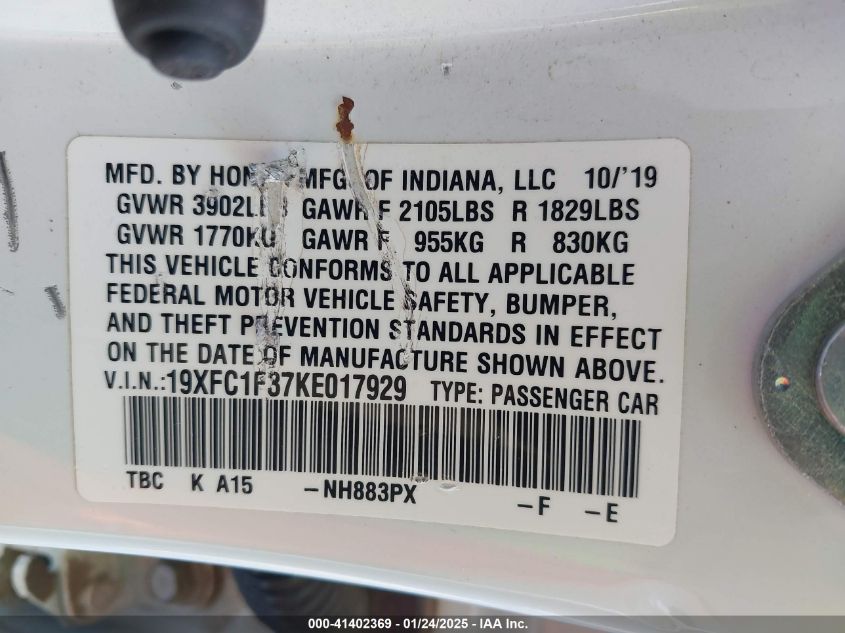 MFD. BY HONDA MFG. OF INDIANA, LLC 10/'19
GVWR 3902LBS GAWR F 2105LBS R 1829LBS
GVWR 1770KG GAWR F 955KG R 830KG
THIS VEHICLE CONFORMS TO ALL APPLICABLE
FEDERAL MOTOR VEHICLE SAFETY, BUMPER,
AND THEFT PREVENTION STANDARDS IN EFFECT
ON THE DATE OF MANUFACTURE SHOWN ABOVE.
V.I.N.:19XFC1F37KE017929 TYPE: PASSENGER CAR
TBC K A15 –NH883PX –F –E
000-41402369 - 01/24/2025 - IAA Inc.